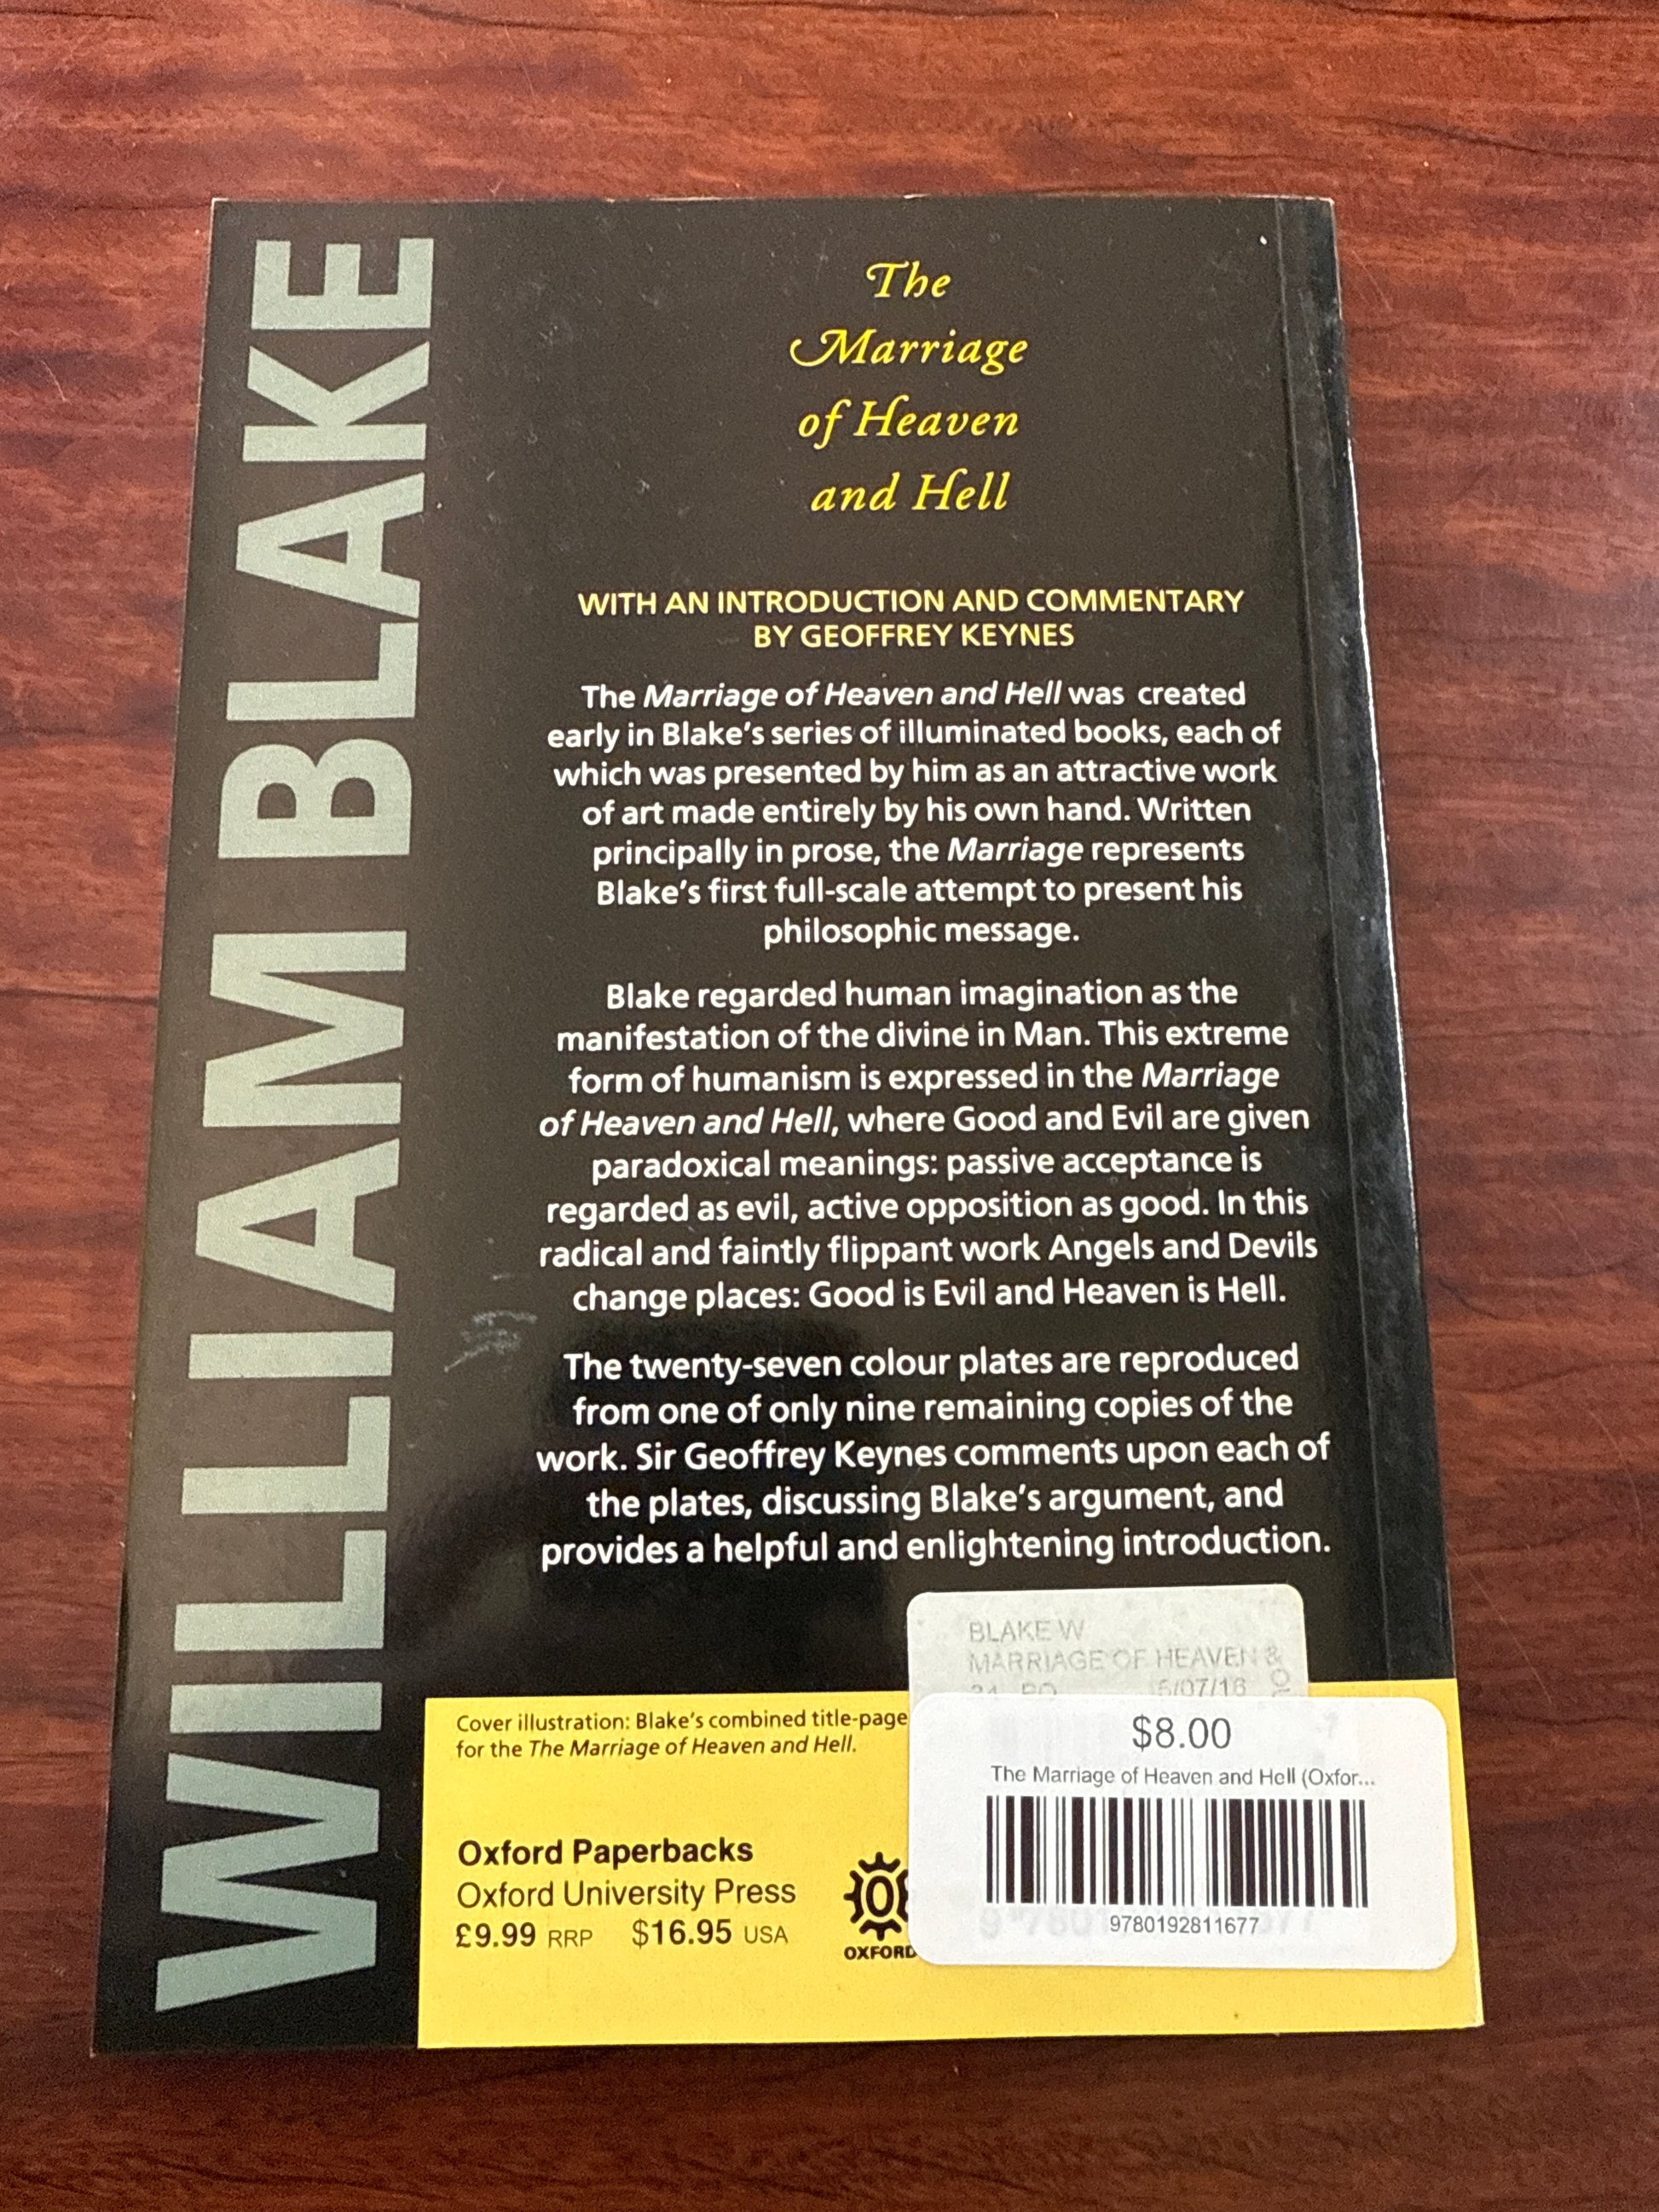 WILLIAM BLAKE
The
Marriage
of Heaven
and Hell
WITH AN INTRODUCTION AND COMMENTARY
BY GEOFFREY KEYNES
The Marriage of Heaven and Hell was created
early in Blake's series of illuminated books, each of
which was presented by him as an attractive work
of art made entirely by his own hand. Written
principally in prose, the Marriage represents
Blake's first full-scale attempt to present his
philosophic message.
Blake regarded human imagination as the
manifestation of the divine in Man. This extreme
form of humanism is expressed in the Marriage
of Heaven and Hell, where Good and Evil are given
paradoxical meanings: passive acceptance is
regarded as evil, active opposition as good. In this
radical and faintly flippant work Angels and Devils
change places: Good is Evil and Heaven is Hell.
The twenty-seven colour plates are reproduced
from one of only nine remaining copies of the
work. Sir Geoffrey Keynes comments upon each of
the plates, discussing Blake's argument, and
provides a helpful and enlightening introduction.
BLAKE W
MARRIAGE OF HEAVEN &
5/07/16
Cover illustration: Blake's combined title-page
for the The Marriage of Heaven and Hell.
$8.00
The Marriage of Heaven and Hell (Oxfor...
9780192811677
Oxford Paperbacks
Oxford University Press
£9.99 RRP $16.95 USA
OXFORD